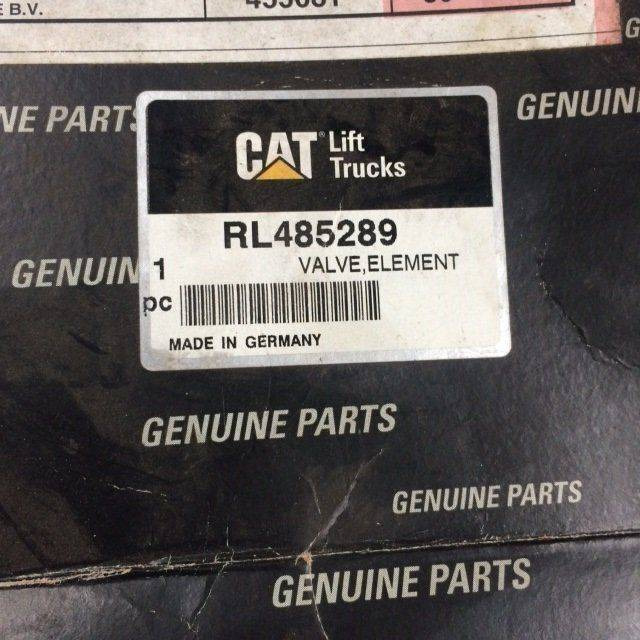 E B.V.
NE PARTS
GENUIN
G
CAT® Lift
Trucks
RL485289
GENUIN
1
VALVE,ELEMENT
pc
MADE IN GERMANY
GENUINE PARTS
GENUINE PARTS
GENUINE PARTS